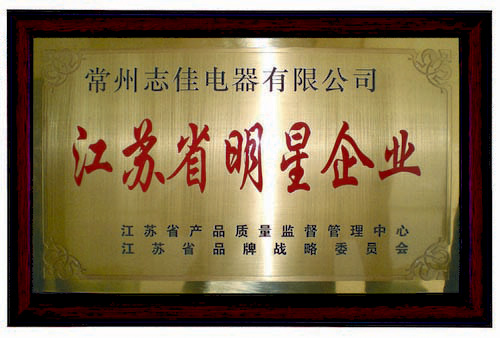 常州志佳电器有限公司
江苏省明星企业
江苏省产品质量监督管理中心
江苏省品牌战略委员会